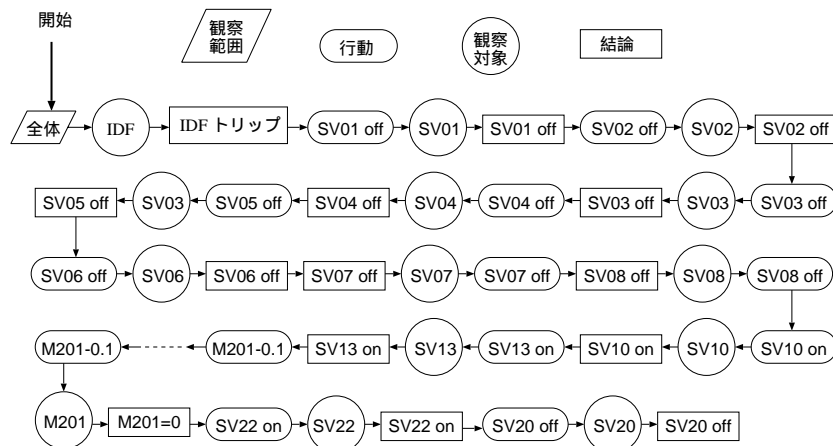 開始
観察
範囲
行動
観察
対象
結論
全体
IDF
IDF トリップ
SV01 off
SV01
SV01 off
SV02 off
SV02
SV02 off
SV05 off
SV03
SV05 off
SV04 off
SV04
SV04 off
SV03 off
SV03
SV03 off
SV06 off
SV06
SV06 off
SV07 off
SV07
SV07 off
SV08 off
SV08
SV08 off
M201-0.1
M201-0.1
SV13 on
SV13
SV13 on
SV10 on
SV10
SV10 on
M201
M201=0
SV22 on
SV22
SV22 on
SV20 off
SV20
SV20 off